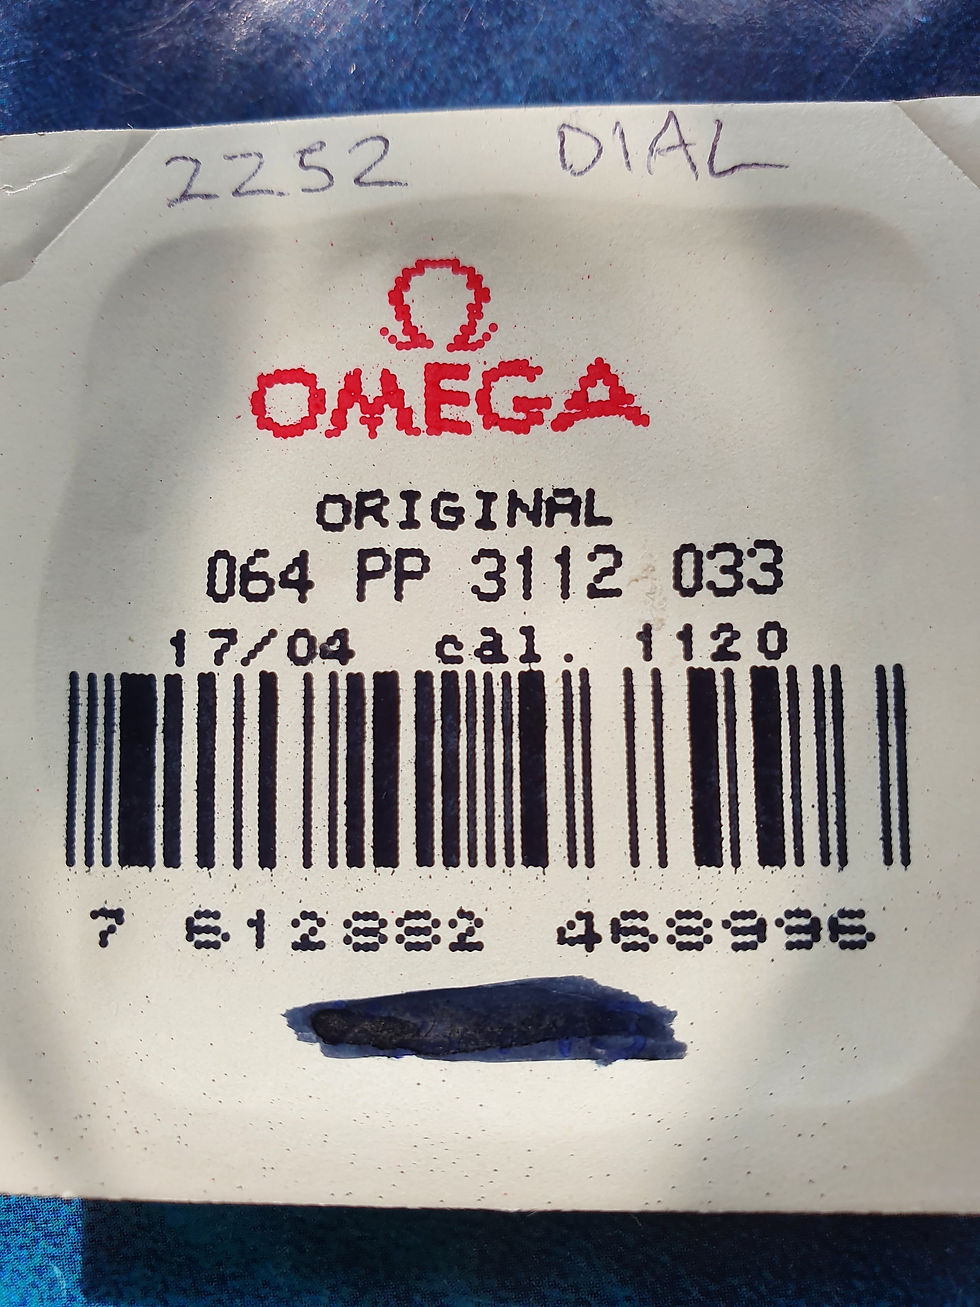 2252 DIAL
Ω
OMEGA
ORIGINAL
064 PP 3112 033
17/04 cal. 1120
7 612882 468996